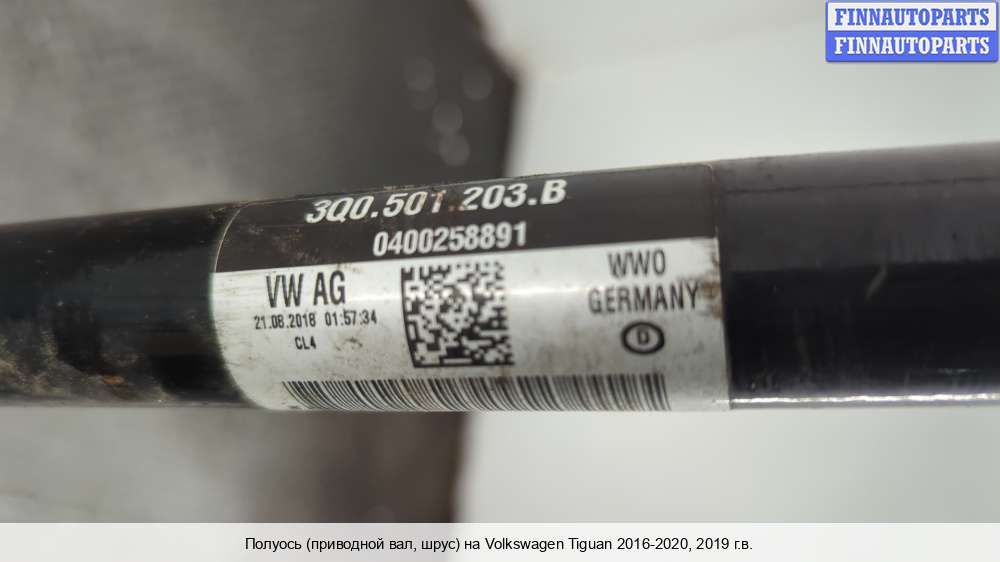 FINNAUTOPARTS
FINNAUTOPARTS
3Q0.501.203.B
0400258891
VW AG
21.08.2018 01:57:34
CL4
WWO
GERMANY
D
Полуось (приводной вал, шрус) на Volkswagen Tiguan 2016-2020, 2019 г.в.